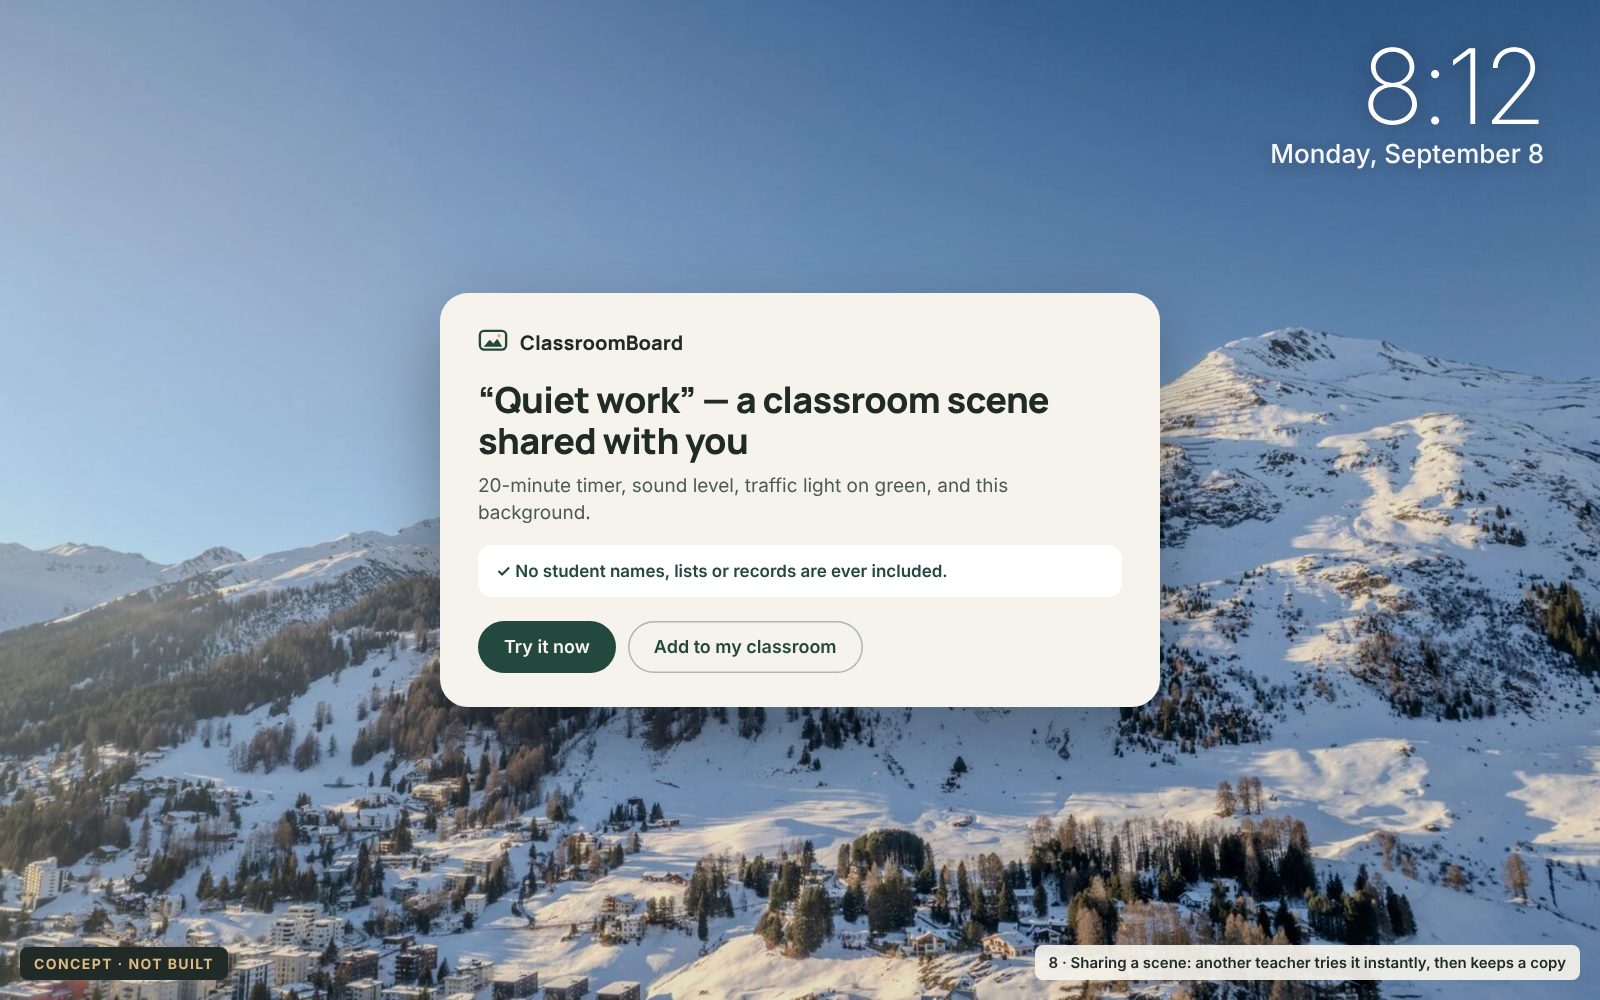 8:12
Monday, September 8
ClassroomBoard
“Quiet work” — a classroom scene
shared with you
20-minute timer, sound level, traffic light on green, and this
background.
✓ No student names, lists or records are ever included.
Try it now
Add to my classroom
CONCEPT · NOT BUILT
8 · Sharing a scene: another teacher tries it instantly, then keeps a copy